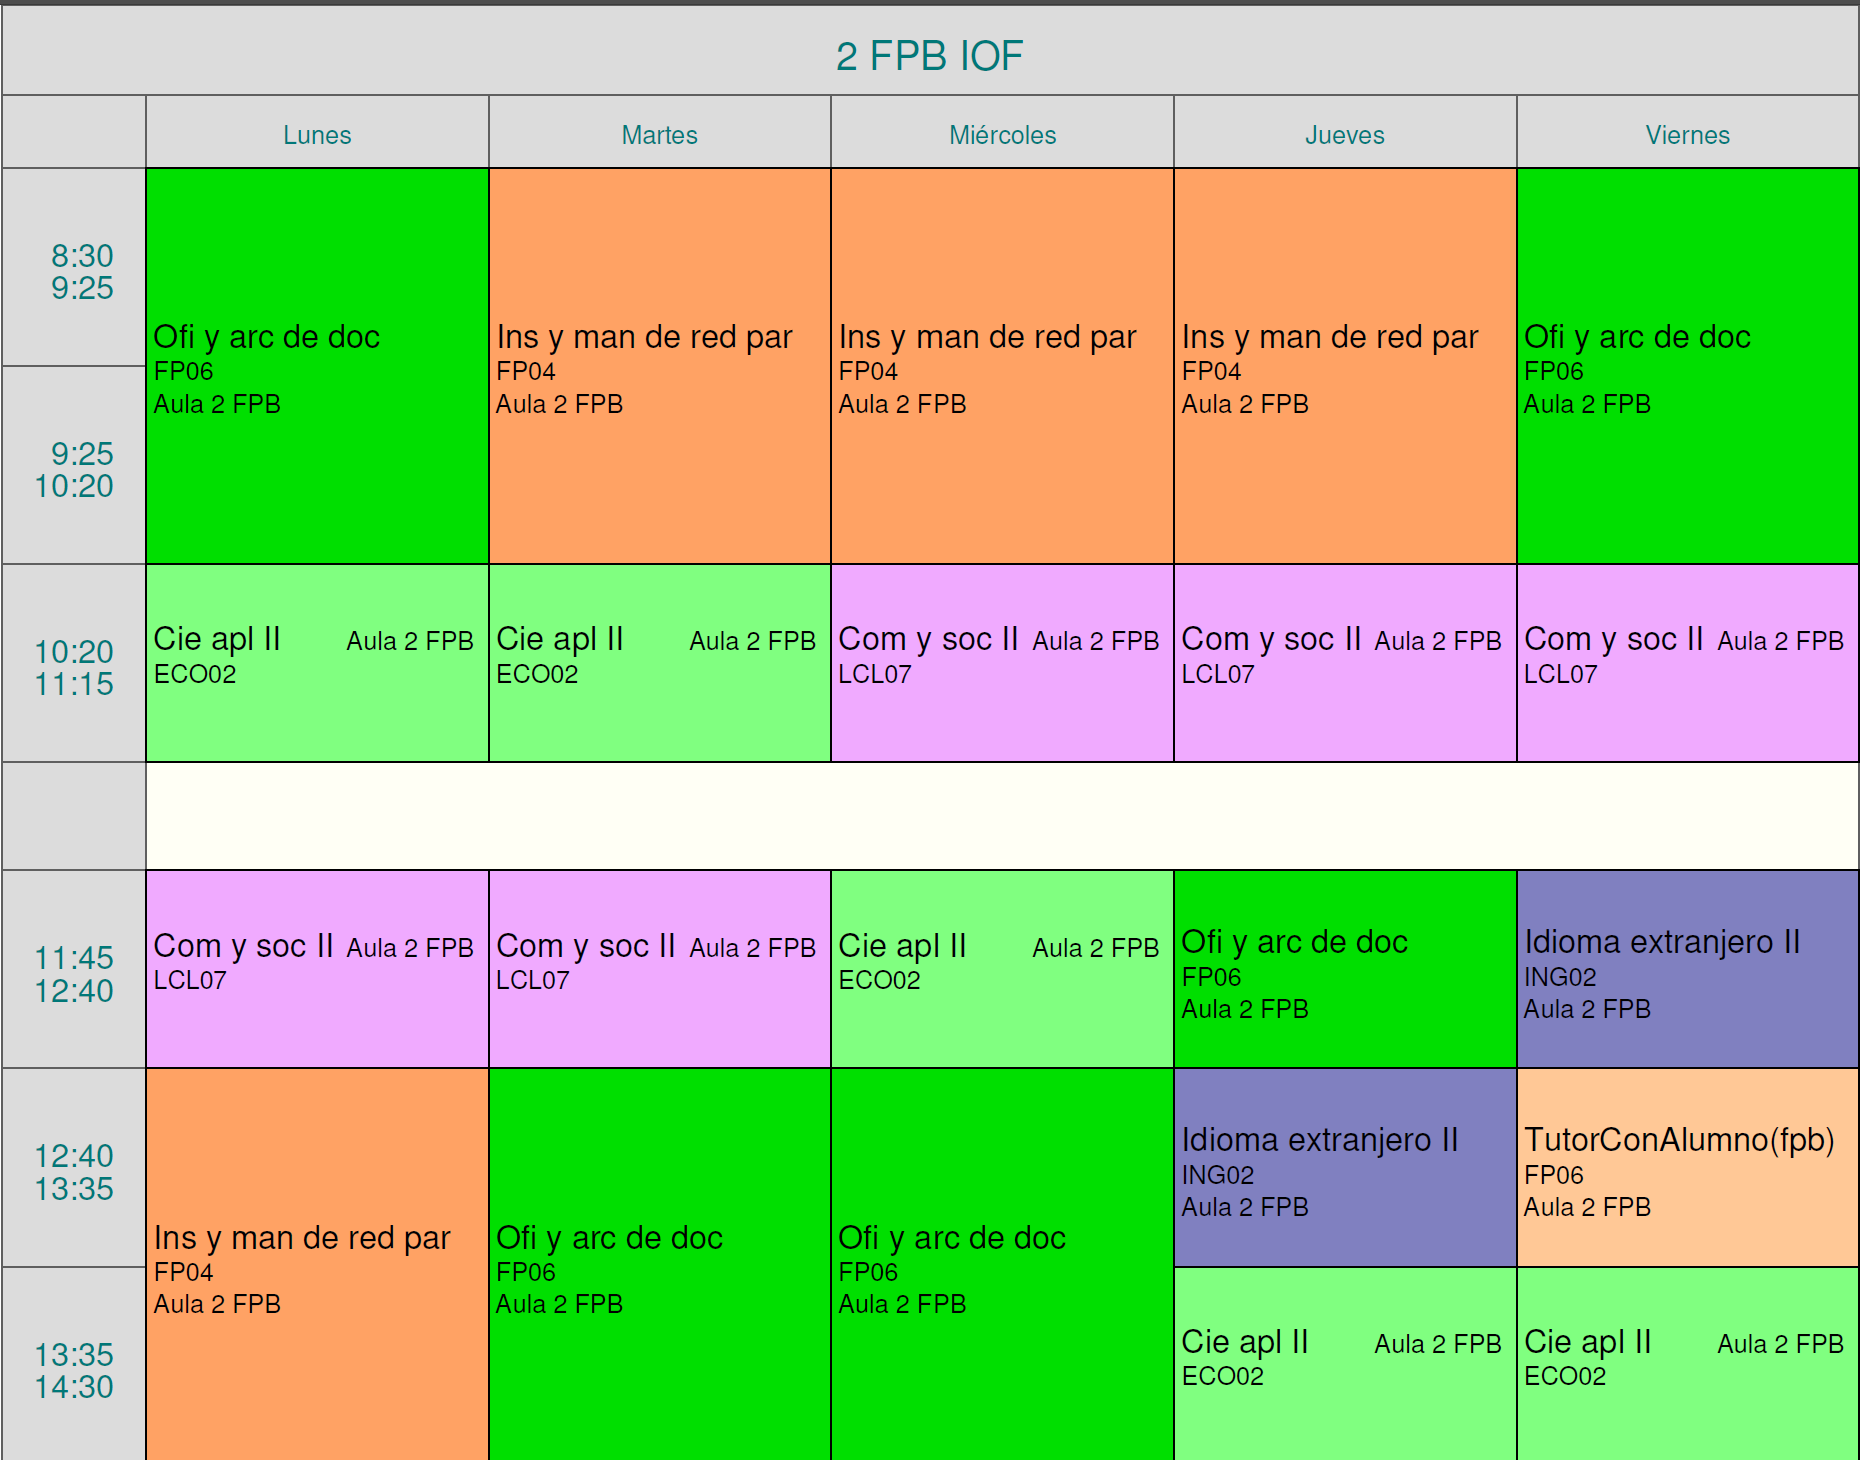 2 FPB IOF
Lunes Martes Miércoles Jueves Viernes
8:30
9:25
Ofi y arc de doc
FP06
Aula 2 FPB
Ins y man de red par
FP04
Aula 2 FPB
Ins y man de red par
FP04
Aula 2 FPB
Ins y man de red par
FP04
Aula 2 FPB
Ofi y arc de doc
FP06
Aula 2 FPB
9:25
10:20
10:20
11:15
Cie apl II Aula 2 FPB
ECO02
Cie apl II Aula 2 FPB
ECO02
Com y soc II Aula 2 FPB
LCL07
Com y soc II Aula 2 FPB
LCL07
Com y soc II Aula 2 FPB
LCL07
11:45
12:40
Com y soc II Aula 2 FPB
LCL07
Com y soc II Aula 2 FPB
LCL07
Cie apl II Aula 2 FPB
ECO02
Ofi y arc de doc
FP06
Aula 2 FPB
Idioma extranjero II
ING02
Aula 2 FPB
12:40
13:35
Ins y man de red par
FP04
Aula 2 FPB
Ofi y arc de doc
FP06
Aula 2 FPB
Ofi y arc de doc
FP06
Aula 2 FPB
Idioma extranjero II
ING02
Aula 2 FPB
TutorConAlumno(fpb)
FP06
Aula 2 FPB
13:35
14:30
Cie apl II Aula 2 FPB
ECO02
Cie apl II Aula 2 FPB
ECO02